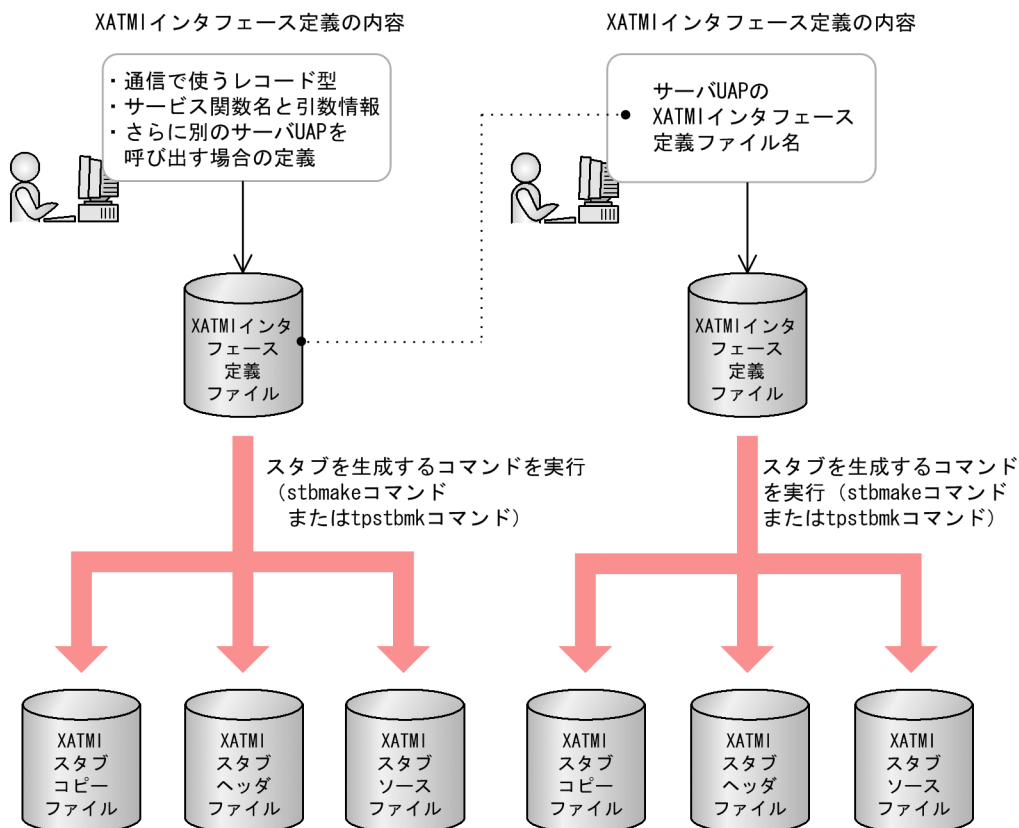 XATMIインタフェース定義の内容
・通信で使うレコード型
・サービス関数名と引数情報
・さらに別のサーバUAPを
呼び出す場合の定義
XATMIインタ
フェース
定義
ファイル
スタブを生成するコマンドを実行
（stbmakeコマンド
またはtpstbmkコマンド）
XATMI
スタブ
コピー
ファイル
XATMI
スタブ
ヘッダ
ファイル
XATMI
スタブ
ソース
ファイル
XATMIインタフェース定義の内容
サーバUAPの
XATMIインタフェース
定義ファイル名
XATMIインタ
フェース
定義
ファイル
スタブを生成するコマンド
を実行（stbmakeコマンド
またはtpstbmkコマンド）
XATMI
スタブ
コピー
ファイル
XATMI
スタブ
ヘッダ
ファイル
XATMI
スタブ
ソース
ファイル